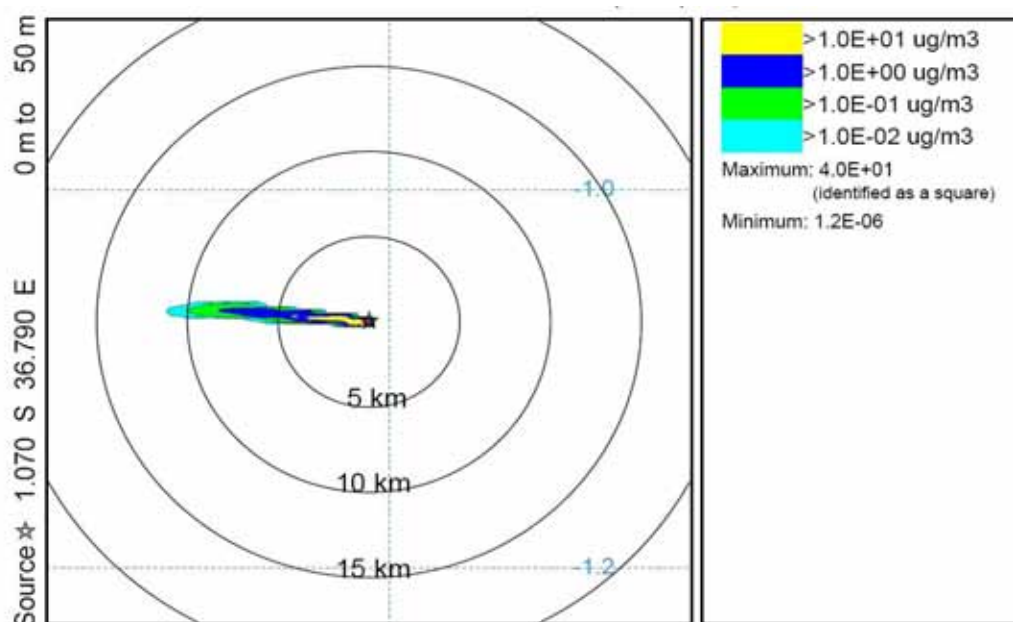 Source ☆ 1.070 S 36.790 E 0 m to 50 m
-1.0
5 km
10 km
15 km
-1.2
>1.0E+01 ug/m3
>1.0E+00 ug/m3
>1.0E-01 ug/m3
>1.0E-02 ug/m3
Maximum: 4.0E+01
(identified as a square)
Minimum: 1.2E-06